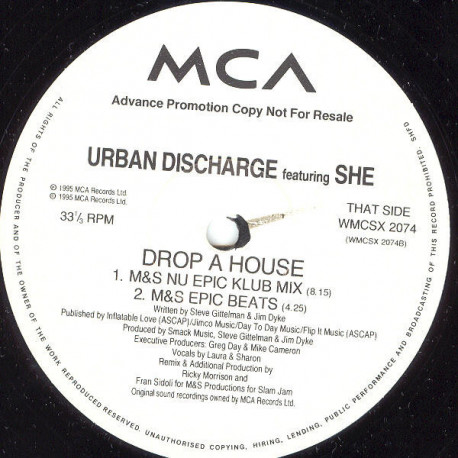 MCA
Advance Promotion Copy Not For Resale
URBAN DISCHARGE featuring SHE
℗ 1995 MCA Records Ltd.
© 1995 MCA Records Ltd.
33⅓ RPM
THAT SIDE
WMCSX 2074
(WMCSX 2074B)
DROP A HOUSE
1. M&S NU EPIC KLUB MIX (8.15)
2. M&S EPIC BEATS (4.25)
Written by Steve Gittelman & Jim Dyke
Published by Inflatable Love (ASCAP)/Jimco Music/Day To Day Music/Flip It Music (ASCAP)
Produced by Smack Music, Steve Gittelman & Jim Dyke
Executive Producers: Greg Day & Mike Cameron
Vocals by Laura & Sharon
Remix & Additional Production by
Ricky Morrison and
Fran Sidoli for M&S Productions for Slam Jam
Original sound recordings owned by MCA Records Ltd.
ALL RIGHTS OF THE PRODUCER AND OF THE OWNER OF THE WORK REPRODUCED RESERVED. UNAUTHORISED COPYING, HIRING, LENDING, PUBLIC PERFORMANCE AND BROADCASTING OF THIS RECORD PROHIBITED. SHFD